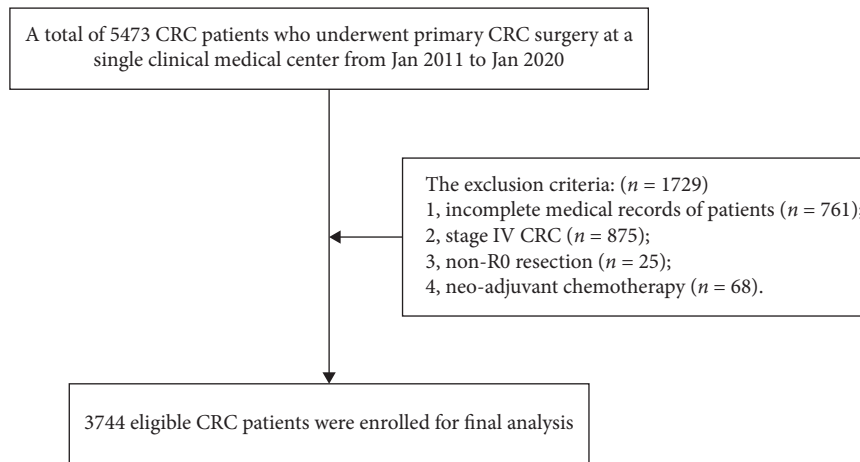 A total of 5473 CRC patients who underwent primary CRC surgery at a
single clinical medical center from Jan 2011 to Jan 2020
The exclusion criteria: (n = 1729)
1, incomplete medical records of patients (n = 761);
2, stage IV CRC (n = 875);
3, non-R0 resection (n = 25);
4, neo-adjuvant chemotherapy (n = 68).
3744 eligible CRC patients were enrolled for final analysis